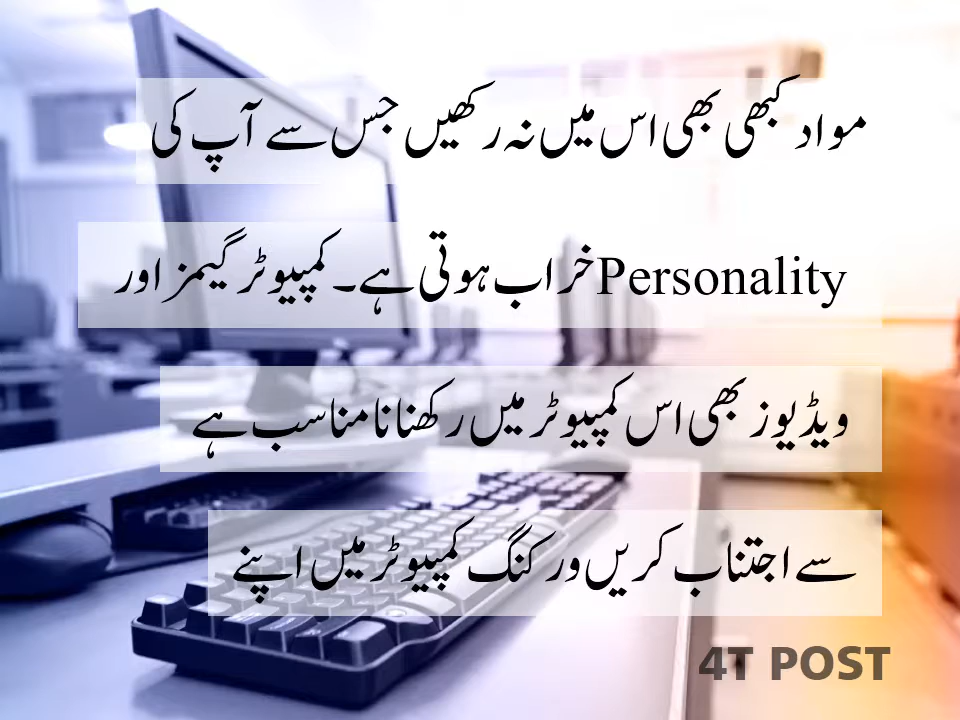 مواد کبھی بھی اس میں نہ رکھیں جس سے آپ کی
Personality خراب ہوتی ہے۔ کمپیوٹر گیمز اور
ویڈیوز بھی اس کمپیوٹر میں رکھنا نامناسب ہے
سے اجتناب کریں ورکنگ کمپیوٹر میں اپنے
4T POST